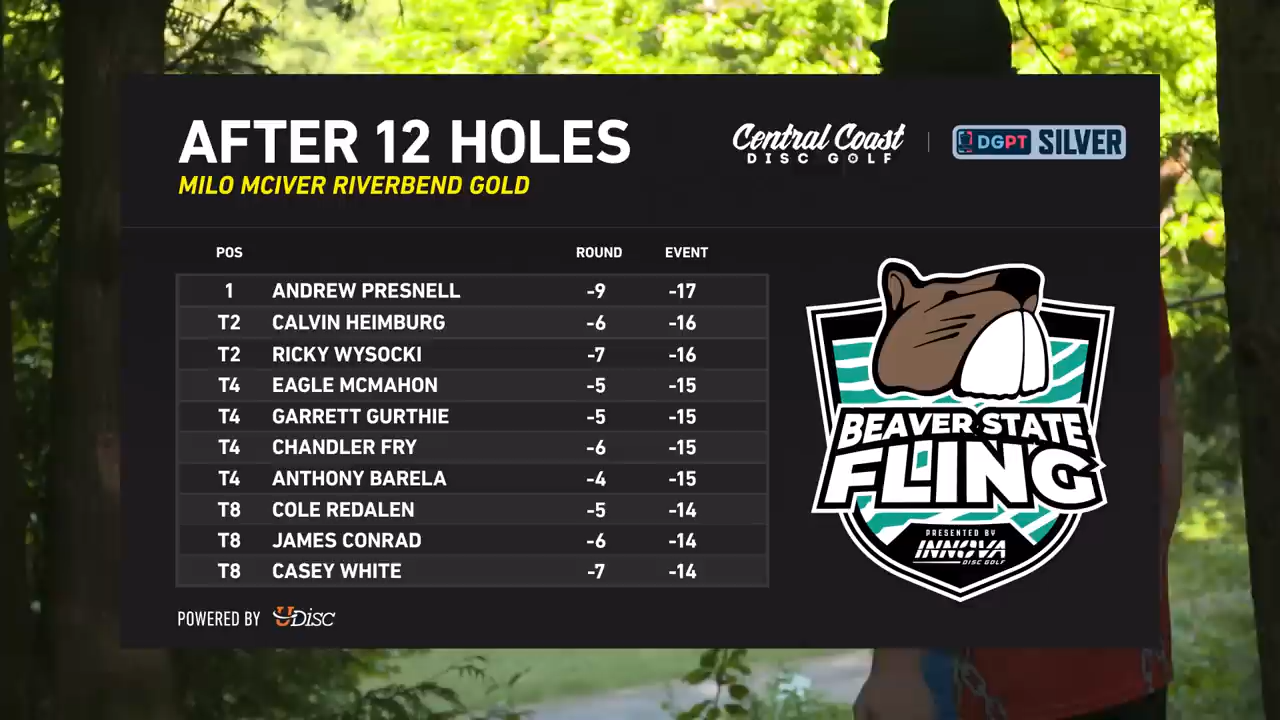 AFTER 12 HOLES
MILO MCIVER RIVERBEND GOLD
Central Coast
DISC GOLF
DGPT SILVER
POS ROUND EVENT
1 ANDREW PRESNELL -9 -17
T2 CALVIN HEIMBURG -6 -16
T2 RICKY WYSOCKI -7 -16
T4 EAGLE MCMAHON -5 -15
T4 GARRETT GURTHIE -5 -15
T4 CHANDLER FRY -6 -15
T4 ANTHONY BARELA -4 -15
T8 COLE REDALEN -5 -14
T8 JAMES CONRAD -6 -14
T8 CASEY WHITE -7 -14
POWERED BY UDisc
BEAVER STATE
FLING
PRESENTED BY
INNOVA
DISC GOLF